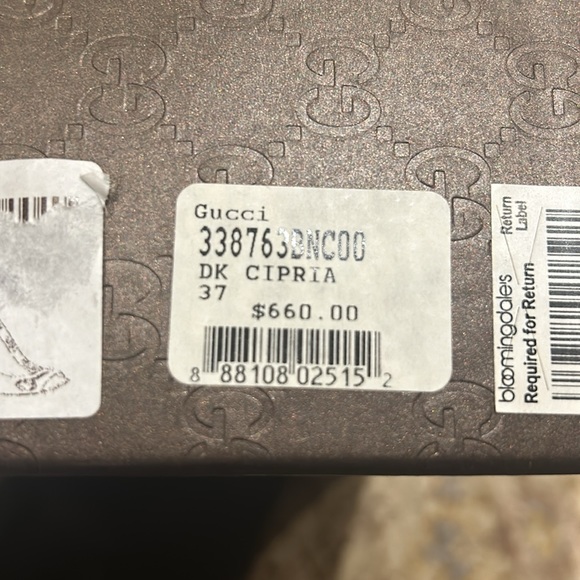 Gucci
338763BNC00
DK CIPRIA
37
$660.00
8 88108 02515 2
bloomingdales
Required for Return
Return
Label